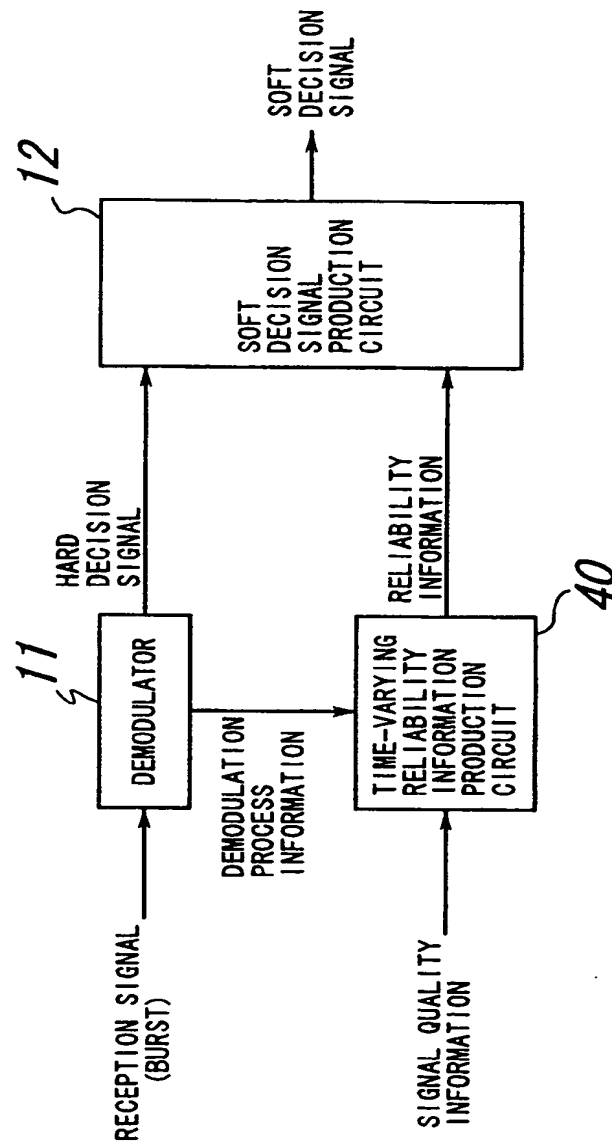 RECEPTION SIGNAL
(BURST)
11
DEMODULATOR
HARD
DECISION
SIGNAL
DEMODULATION
PROCESS
INFORMATION
SIGNAL QUALITY
INFORMATION
TIME-VARYING
RELIABILITY
INFORMATION
PRODUCTION
CIRCUIT
40
RELIABILITY
INFORMATION
12
SOFT
DECISION
SIGNAL
PRODUCTION
CIRCUIT
SOFT
DECISION
SIGNAL